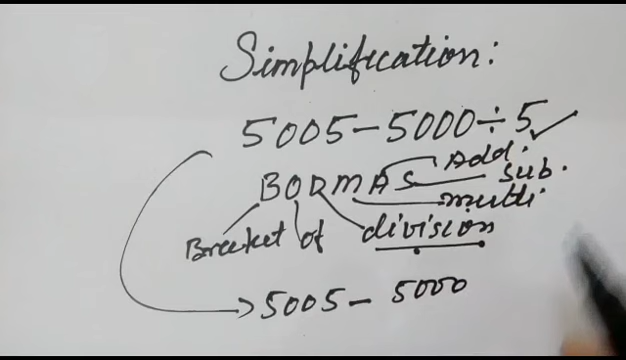 Simplification:
5005-5000÷5 ✓
BODMAS Add.
Sub.
multi.
Bracket of division
5005- 5000